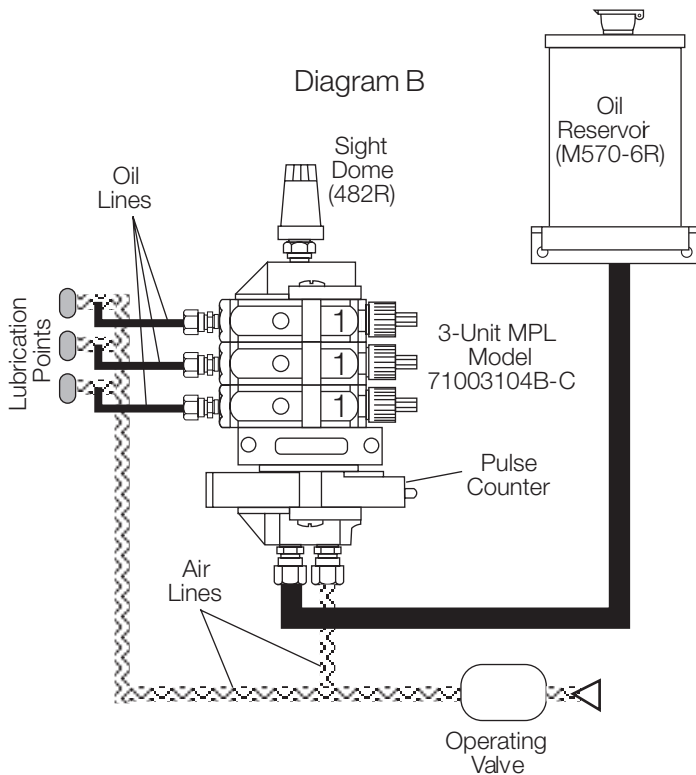 Diagram B
Oil
Reservoir
(M570-6R)
Sight
Dome
(482R)
Oil
Lines
Lubrication
Points
1
1
1
3-Unit MPL
Model
71003104B-C
Pulse
Counter
Air
Lines
Operating
Valve